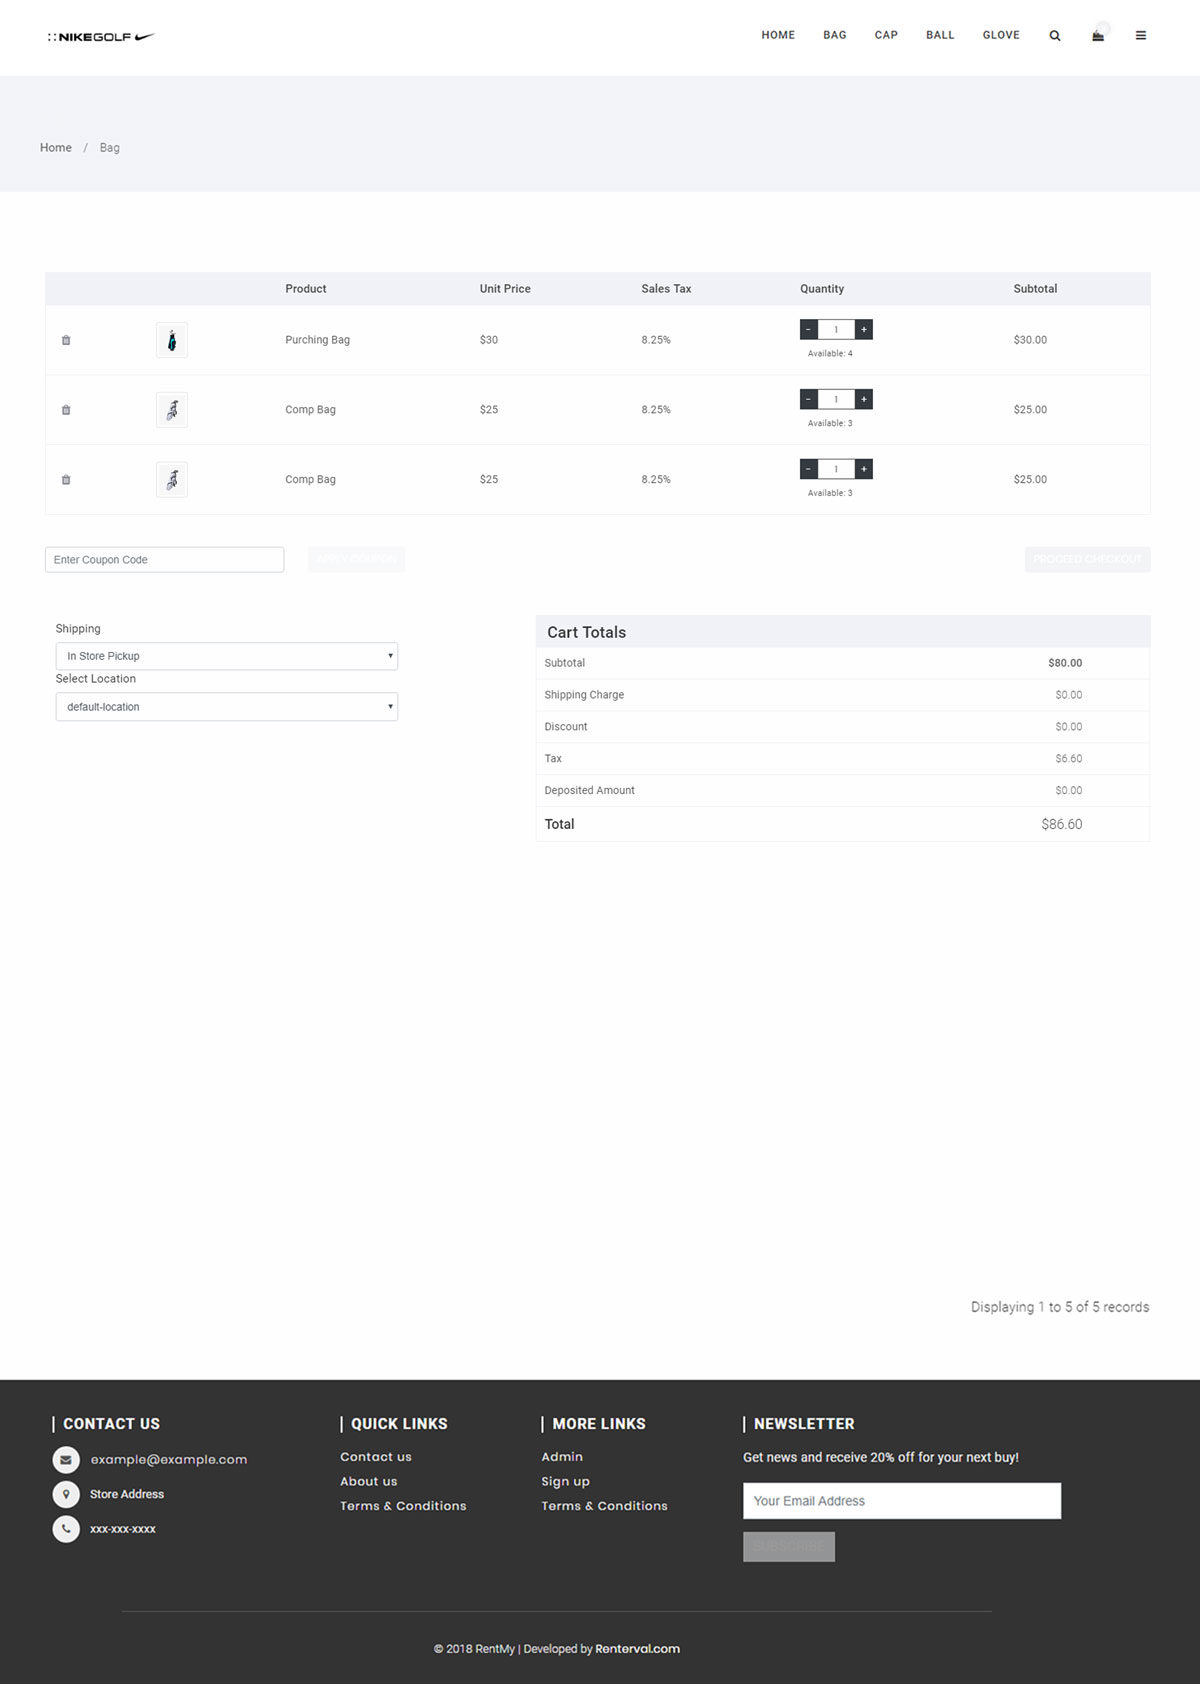 NIKEGOLF HOME BAG CAP BALL GLOVE
Home / Bag
Product Unit Price Sales Tax Quantity Subtotal
Purching Bag $30 8.25% - 1 + $30.00
Available: 4
Comp Bag $25 8.25% - 1 + $25.00
Available: 3
Comp Bag $25 8.25% - 1 + $25.00
Available: 3
Enter Coupon Code APPLY COUPON PROCEED CHECKOUT
Shipping
In Store Pickup
Select Location
default-location
Cart Totals
Subtotal $80.00
Shipping Charge $0.00
Discount $0.00
Tax $6.60
Deposited Amount $0.00
Total $86.60
Displaying 1 to 5 of 5 records
CONTACT US
example@example.com
Store Address
xxx-xxx-xxxx
QUICK LINKS
Contact us
About us
Terms & Conditions
MORE LINKS
Admin
Sign up
Terms & Conditions
NEWSLETTER
Get news and receive 20% off for your next buy!
Your Email Address
SUBSCRIBE
© 2018 RentMy | Developed by Renterval.com